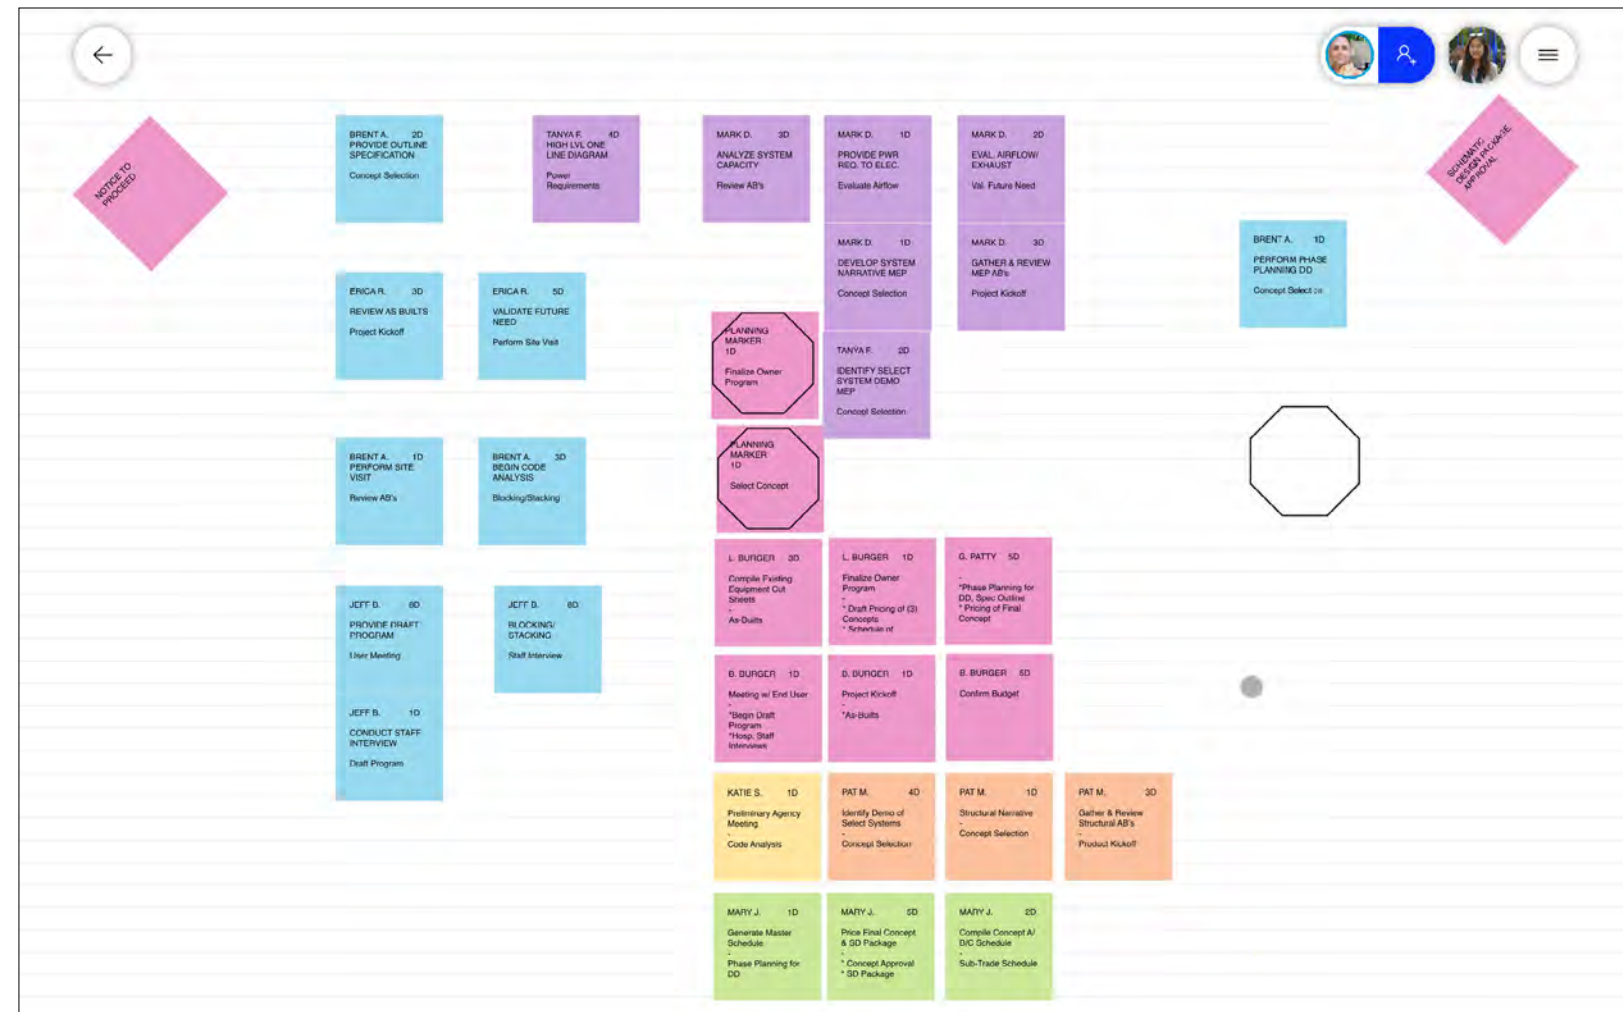 NOTICE TO
PROCEED
SCHEMATIC
DESIGN PACKAGE
APPROVAL
BRENT A. 2D
PROVIDE OUTLINE
SPECIFICATION
Concept Selection
TANYA F. 4D
HIGH LVL ONE
LINE DIAGRAM
Power
Requirements
MARK D. 3D
ANALYZE SYSTEM
CAPACITY
Review AB's
MARK D. 1D
PROVIDE PWR
REQ. TO ELEC.
Evaluate Airflow
MARK D. 2D
EVAL. AIRFLOW/
EXHAUST
Val. Future Need
MARK D. 1D
DEVELOP SYSTEM
NARRATIVE MEP
Concept Selection
MARK D. 3D
GATHER & REVIEW
MEP AB's
Project Kickoff
BRENT A. 1D
PERFORM PHASE
PLANNING DD
Concept Selection
ERICA R. 3D
REVIEW AS BUILTS
Project Kickoff
ERICA R. 5D
VALIDATE FUTURE
NEED
Perform Site Visit
PLANNING
MARKER
1D
Finalize Owner
Program
TANYA F. 2D
IDENTIFY SELECT
SYSTEM DEMO
MEP
Concept Selection
BRENT A. 1D
PERFORM SITE
VISIT
Review AB's
BRENT A. 3D
BEGIN CODE
ANALYSIS
Blocking/Stacking
PLANNING
MARKER
1D
Select Concept
L. BURGER 3D
Compile Existing
Equipment Cut
Sheets
-
As-Builts
L. BURGER 1D
Finalize Owner
Program
-
* Draft Pricing of (3)
Concepts
* Schedule of
G. PATTY 5D
-
*Phase Planning for
DD, Spec Outline
* Pricing of Final
Concept
JEFF B.
PROVIDE DRAFT
PROGRAM
User Meeting
JEFF B.
BLOCKING/
STACKING
Staff Interview
JEFF B. 1D
CONDUCT STAFF
INTERVIEW
Draft Program
B. BURGER 1D
Meeting w/ End User
-
*Begin Draft
Program
*Hosp. Staff
Interviews
B. BURGER 1D
Project Kickoff
-
*As-Builts
B. BURGER 5D
Confirm Budget
KATIE S. 1D
Preliminary Agency
Meeting
-
Code Analysis
PAT M. 4D
Identify Demo of
Select Systems
-
Concept Selection
PAT M. 1D
Structural Narrative
-
Concept Selection
PAT M. 3D
Gather & Review
Structural AB's
-
Product Kickoff
MARY J. 1D
Generate Master
Schedule
-
Phase Planning for
DD
MARY J. 5D
Price Final Concept
& SD Package
-
* Concept Approval
* SD Package
MARY J. 2D
Compile Concept A/
D/C Schedule
-
Sub-Trade Schedule